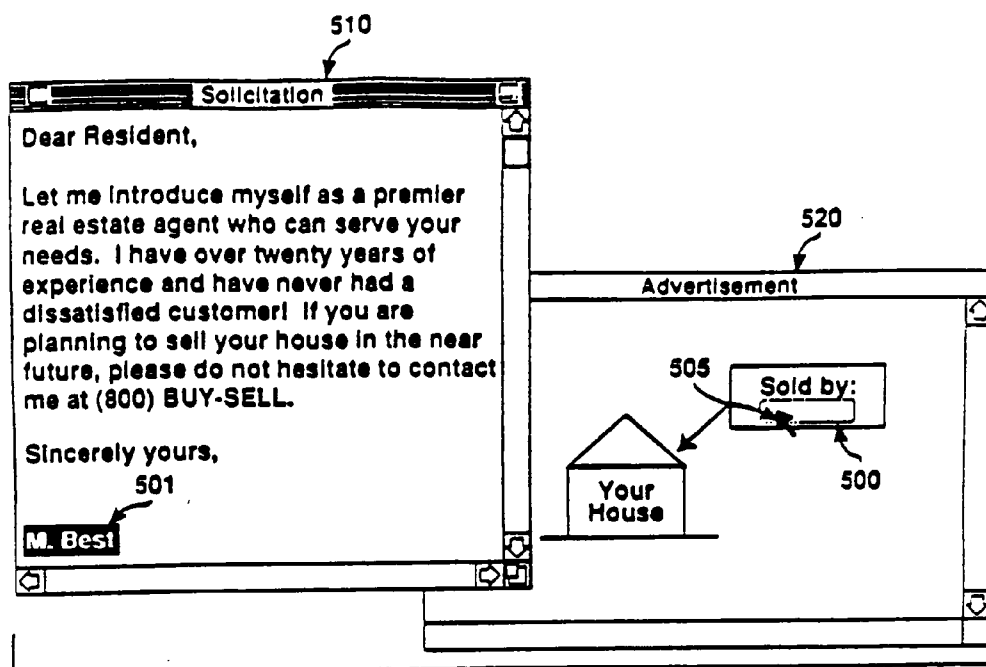 510
Solicitation
Dear Resident,
Let me introduce myself as a premier
real estate agent who can serve your
needs. I have over twenty years of
experience and have never had a
dissatisfied customer! If you are
planning to sell your house in the near
future, please do not hesitate to contact
me at (800) BUY-SELL.
Sincerely yours,
501
M. Best
520
Advertisement
505
Sold by:
500
Your
House